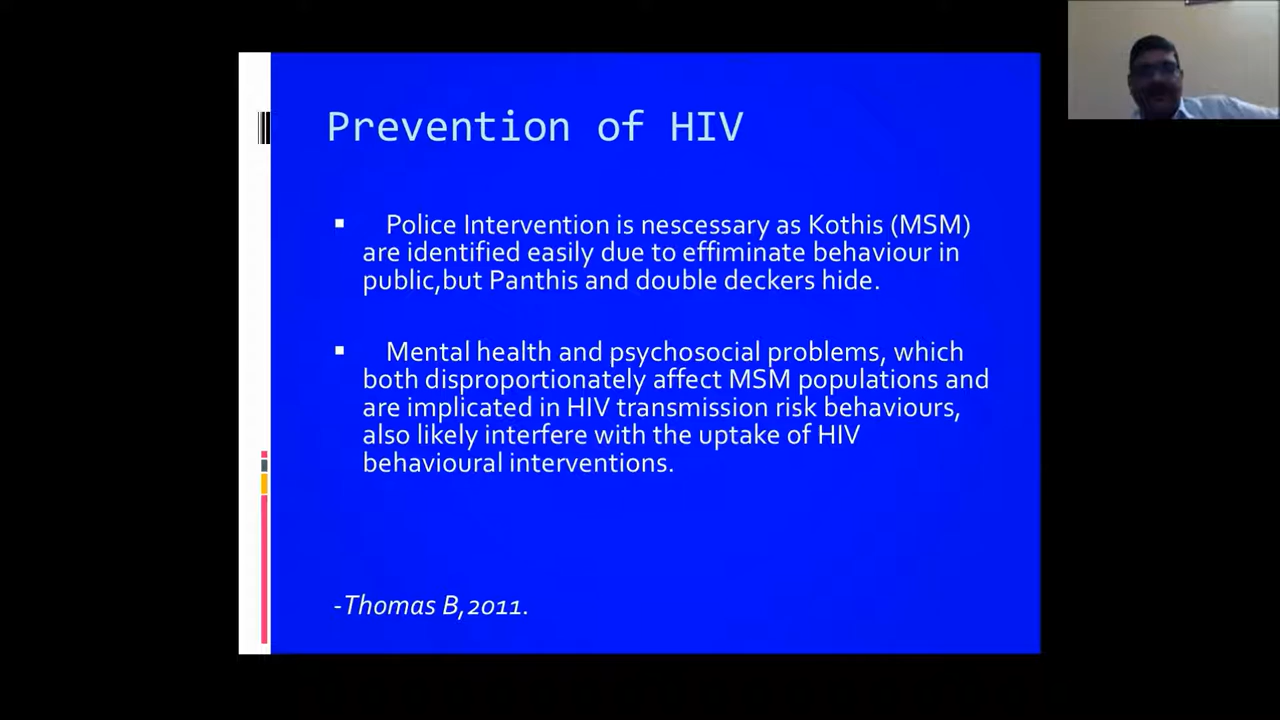 Prevention of HIV
▪ Police Intervention is nescessary as Kothis (MSM)
are identified easily due to effiminate behaviour in
public,but Panthis and double deckers hide.
▪ Mental health and psychosocial problems, which
both disproportionately affect MSM populations and
are implicated in HIV transmission risk behaviours,
also likely interfere with the uptake of HIV
behavioural interventions.
-Thomas B,2011.